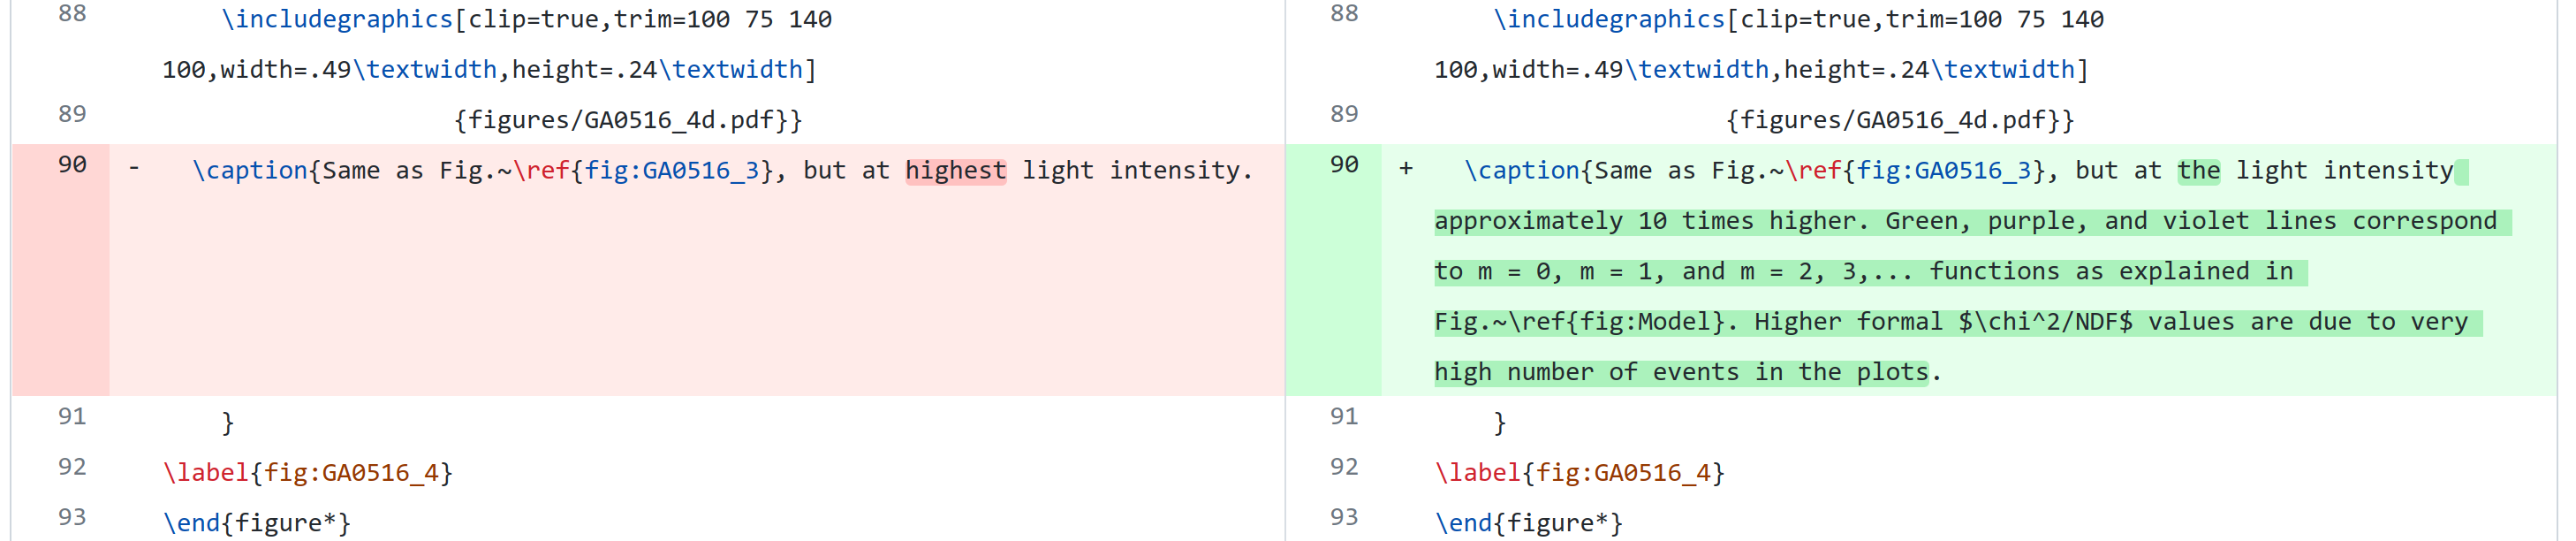 88 \includegraphics[clip=true,trim=100 75 140
100,width=.49\textwidth,height=.24\textwidth]
89 {figures/GA0516_4d.pdf}}
90 - \caption{Same as Fig.~\ref{fig:GA0516_3}, but at highest light intensity.
91 }
92 \label{fig:GA0516_4}
93 \end{figure*}
88 \includegraphics[clip=true,trim=100 75 140
100,width=.49\textwidth,height=.24\textwidth]
89 {figures/GA0516_4d.pdf}}
90 + \caption{Same as Fig.~\ref{fig:GA0516_3}, but at the light intensity
approximately 10 times higher. Green, purple, and violet lines correspond
to m = 0, m = 1, and m = 2, 3,... functions as explained in
Fig.~\ref{fig:Model}. Higher formal $\chi^2/NDF$ values are due to very
high number of events in the plots.
91 }
92 \label{fig:GA0516_4}
93 \end{figure*}